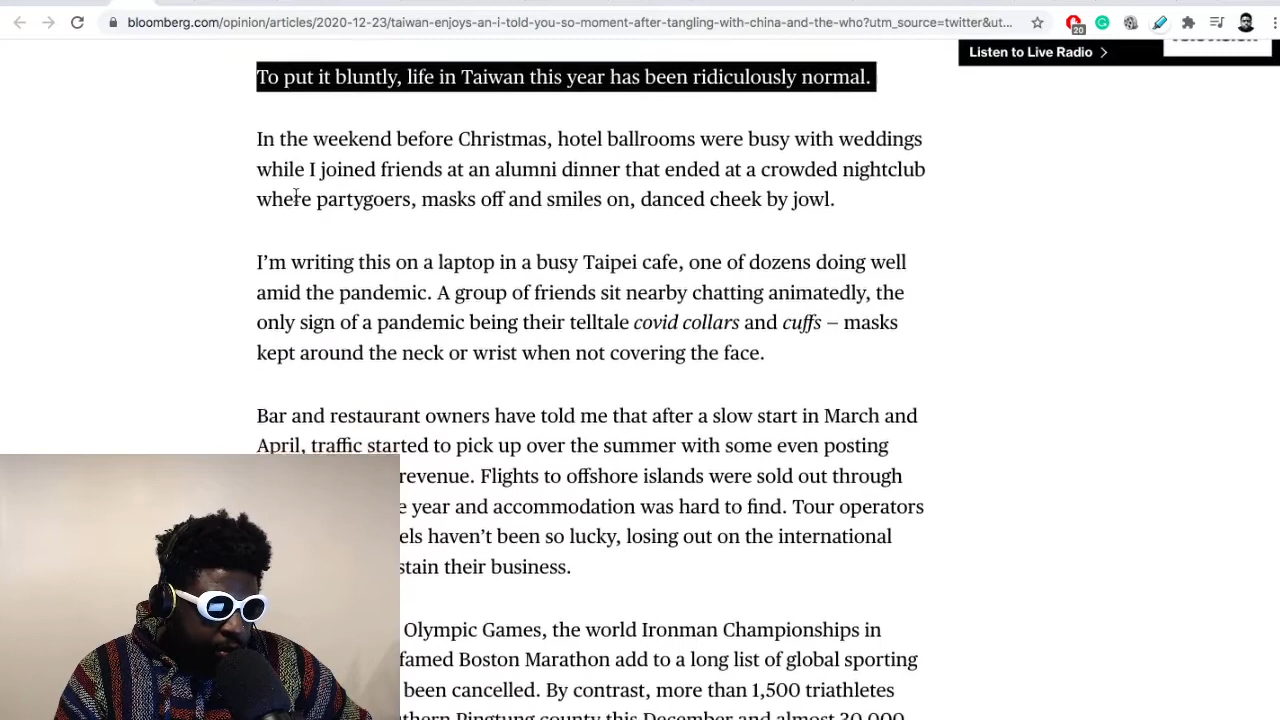 bloomberg.com/opinion/articles/2020-12-23/taiwan-enjoys-an-i-told-you-so-moment-after-tangling-with-china-and-the-who?utm_source=twitter&ut...
20
Listen to Live Radio
To put it bluntly, life in Taiwan this year has been ridiculously normal.
In the weekend before Christmas, hotel ballrooms were busy with weddings
while I joined friends at an alumni dinner that ended at a crowded nightclub
where partygoers, masks off and smiles on, danced cheek by jowl.
I’m writing this on a laptop in a busy Taipei cafe, one of dozens doing well
amid the pandemic. A group of friends sit nearby chatting animatedly, the
only sign of a pandemic being their telltale covid collars and cuffs – masks
kept around the neck or wrist when not covering the face.
Bar and restaurant owners have told me that after a slow start in March and
April, traffic started to pick up over the summer with some even posting
revenue. Flights to offshore islands were sold out through
year and accommodation was hard to find. Tour operators
haven’t been so lucky, losing out on the international
their business.
Olympic Games, the world Ironman Championships in
famed Boston Marathon add to a long list of global sporting
been cancelled. By contrast, more than 1,500 triathletes
Pingtung county this December and almost 30,000